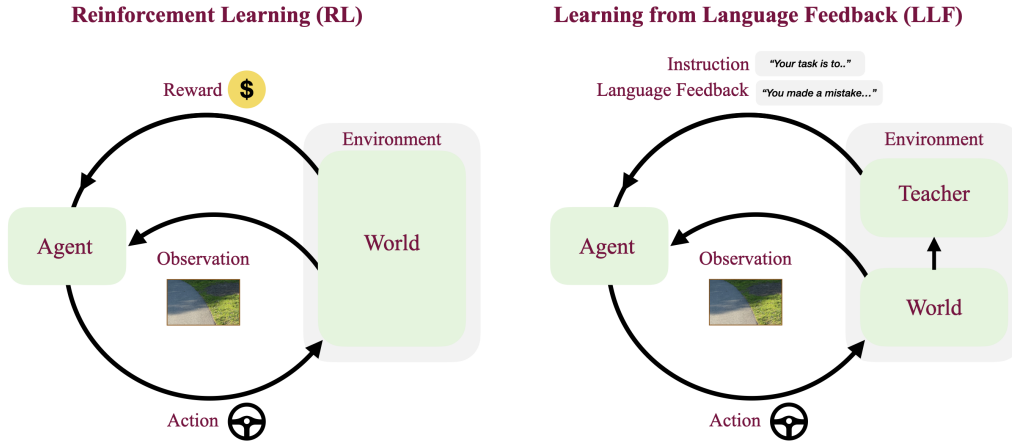 Reinforcement Learning (RL)
Reward
$
Environment
Agent
World
Observation
Action
Learning from Language Feedback (LLF)
Instruction
“Your task is to..”
Language Feedback
“You made a mistake…”
Environment
Teacher
Agent
Observation
World
Action